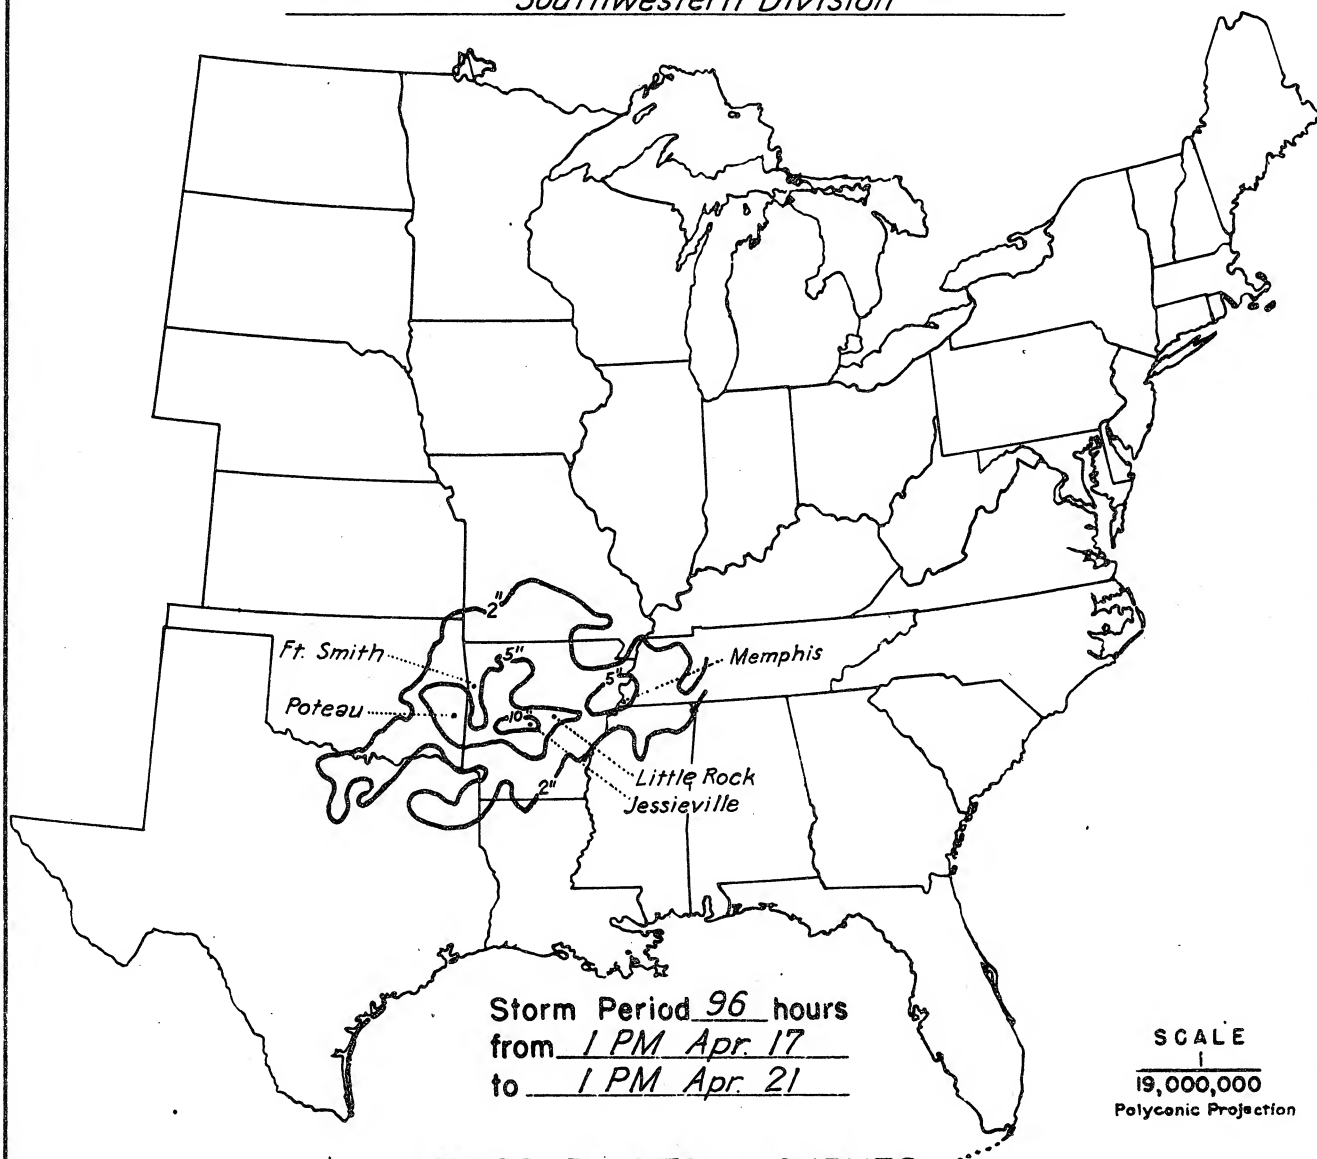 Southwestern Division
2"
Ft. Smith
5"
Memphis
5"
Poteau
10"
Little Rock
2"
Jessieville
Storm Period 96 hours
from 1 PM Apr. 17
to 1 PM Apr. 21
SCALE
1
19,000,000
Polyconic Projection